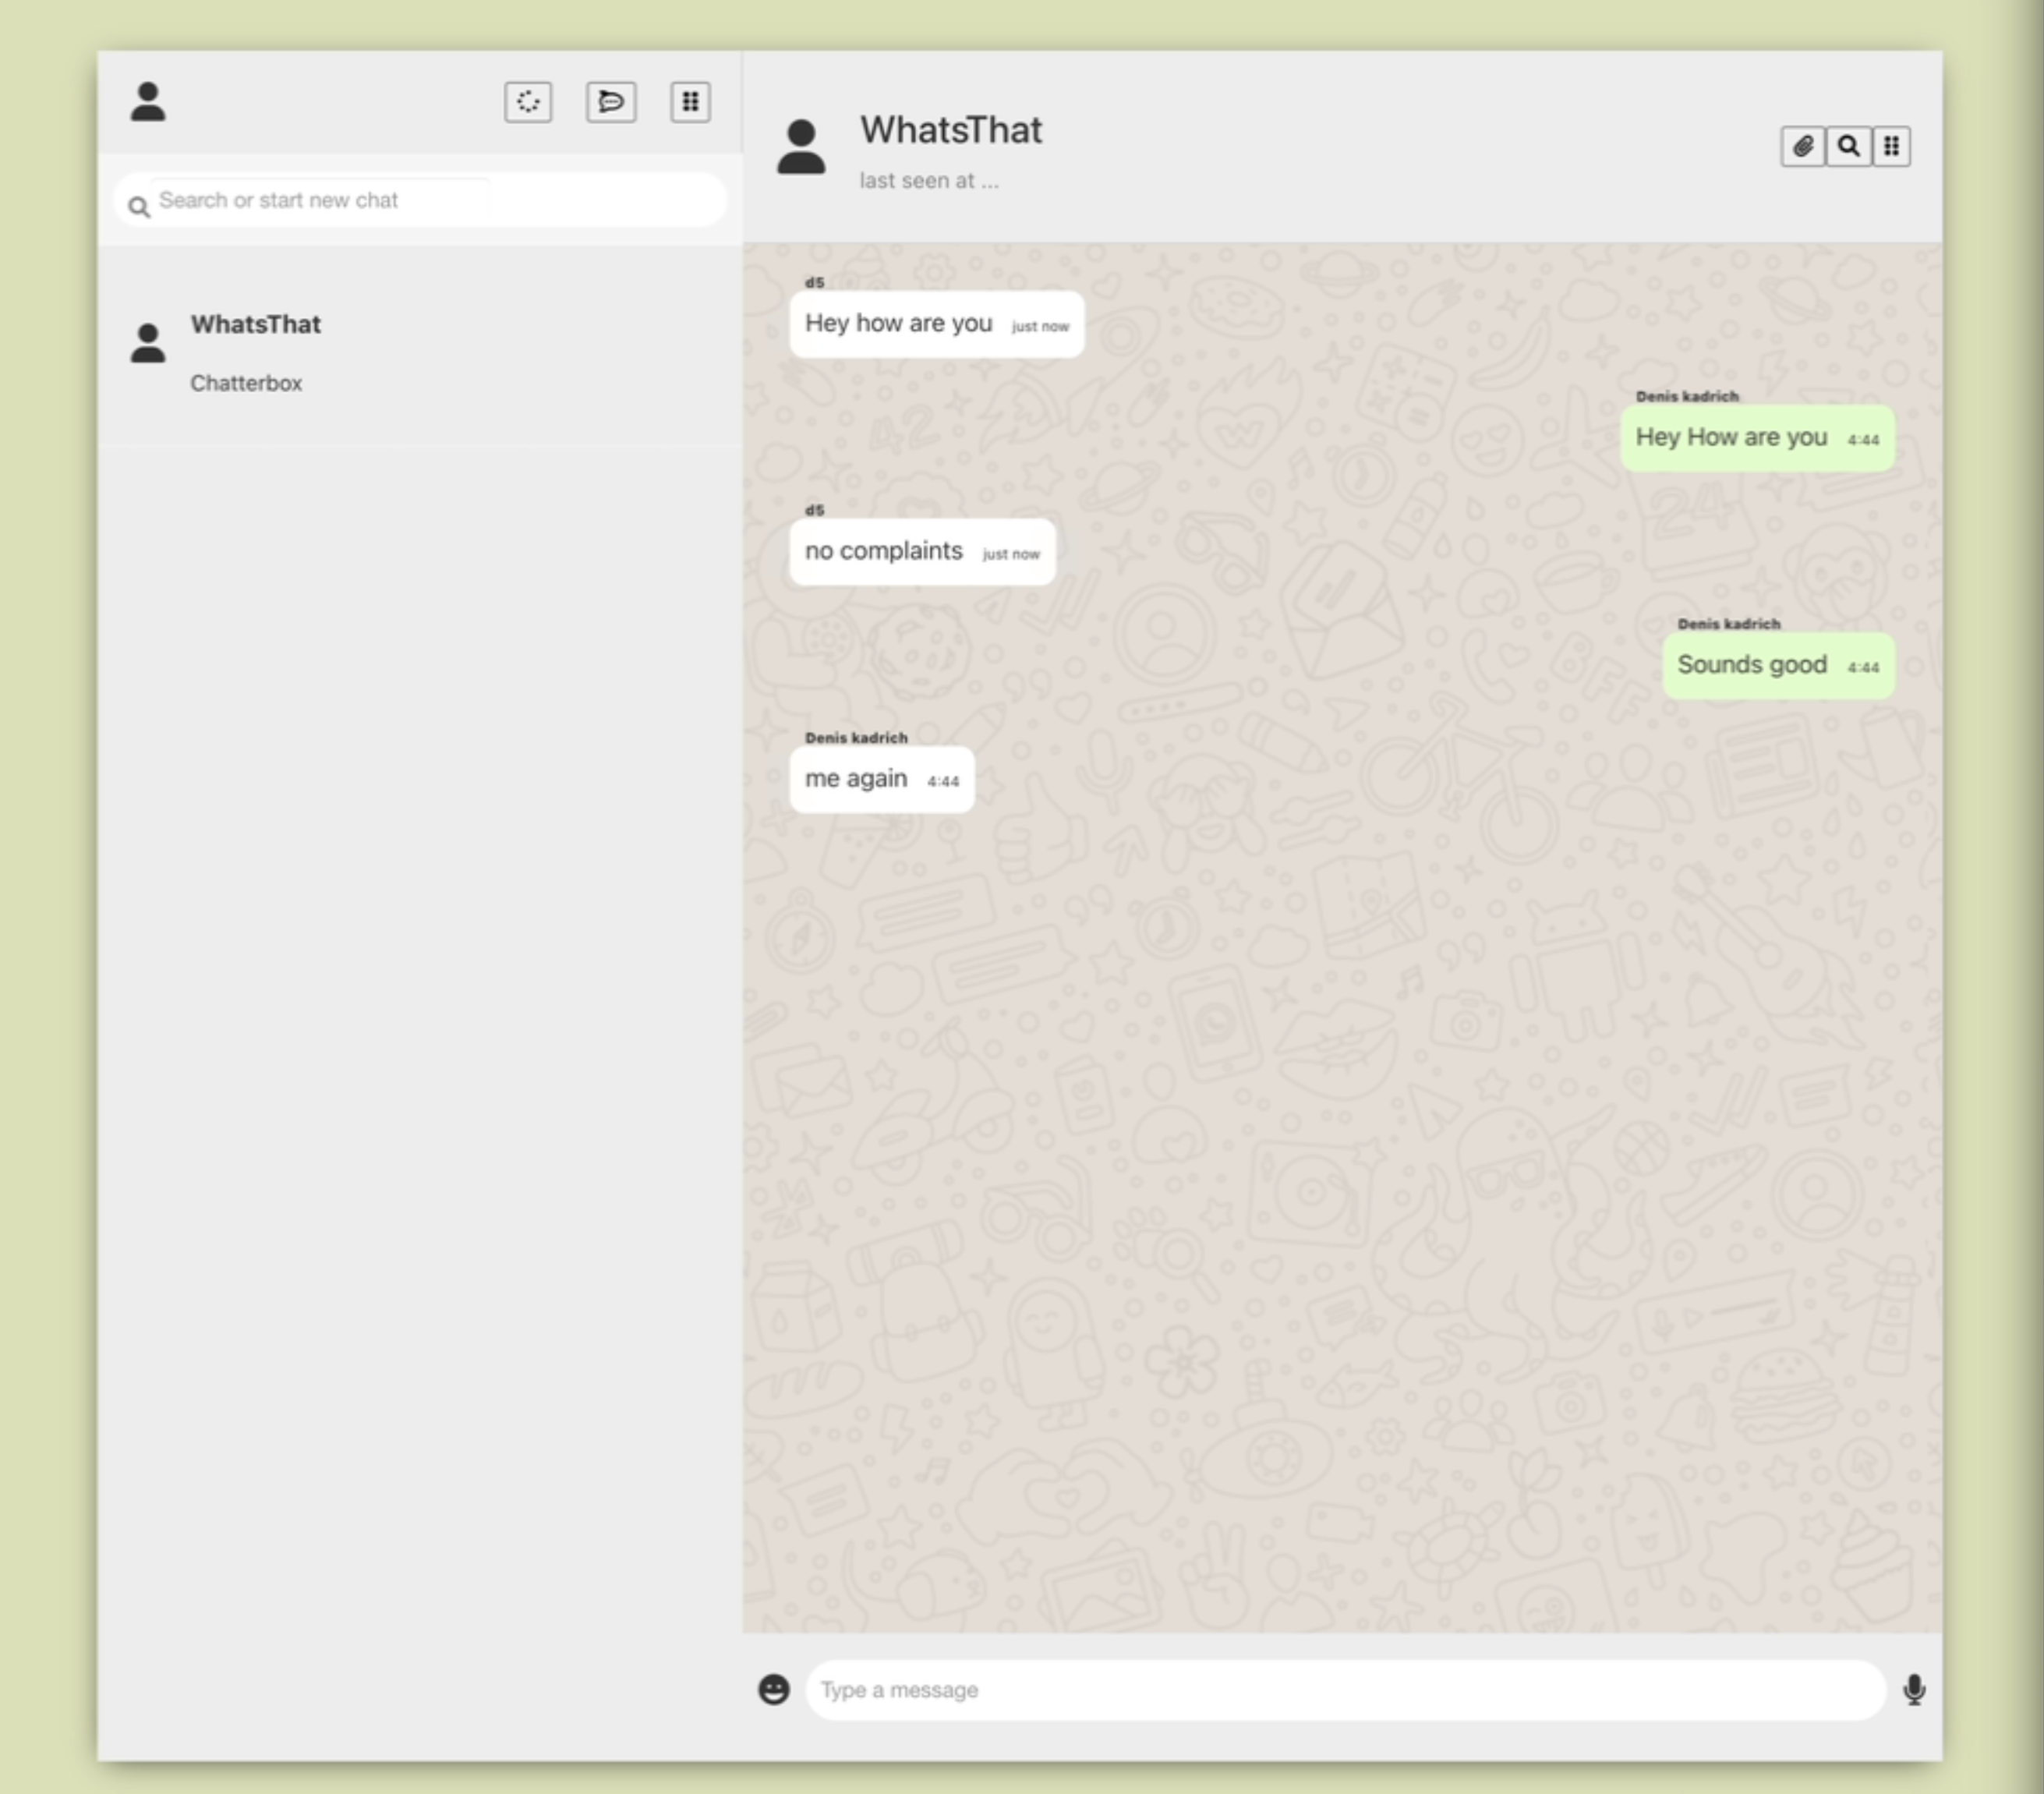 Search or start new chat
WhatsThat
Chatterbox
WhatsThat
last seen at ...
d5
Hey how are you just now
Denis kadrich
Hey How are you 4:44
d5
no complaints just now
Denis kadrich
Sounds good 4:44
Denis kadrich
me again 4:44
Type a message